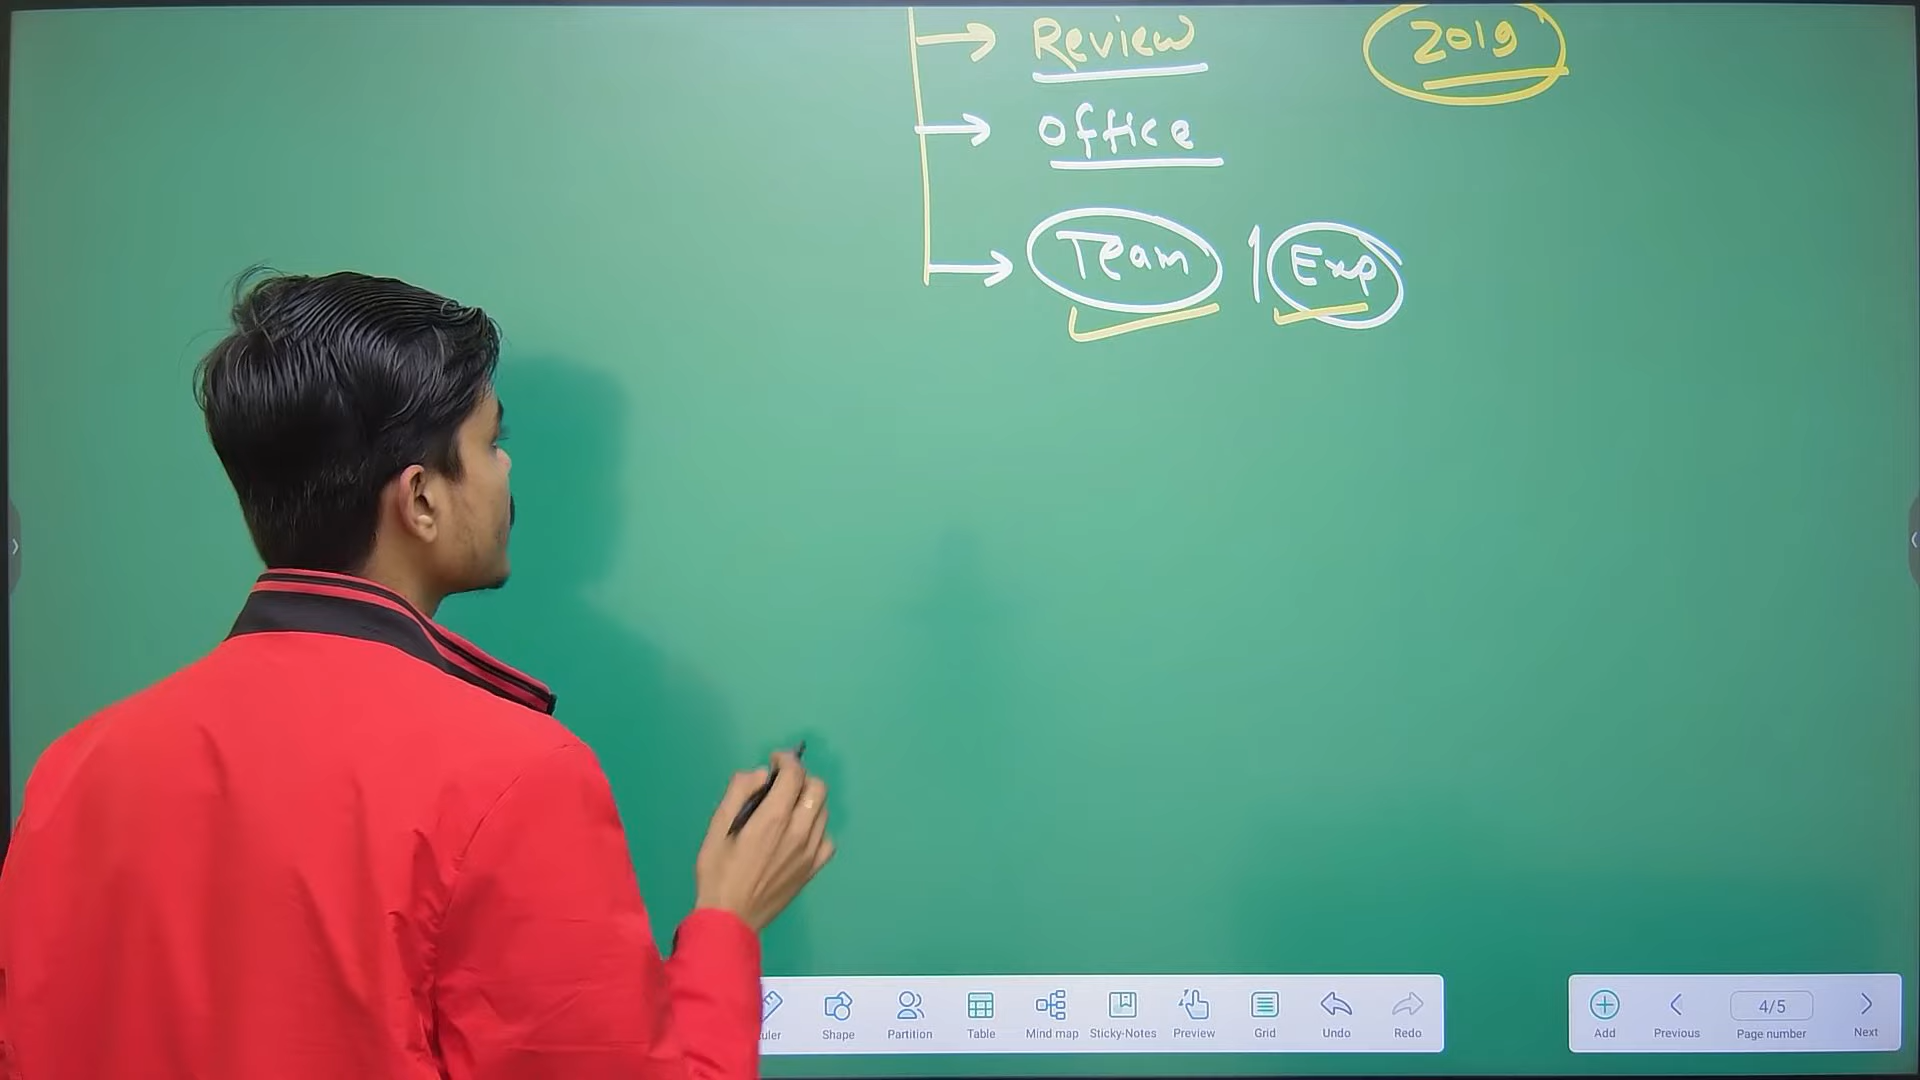 Review 2019
Office
Team | Exp
Shape Partition Table Mind map Sticky-Notes Preview Grid Undo Redo
Add Previous 4/5 Page number Next